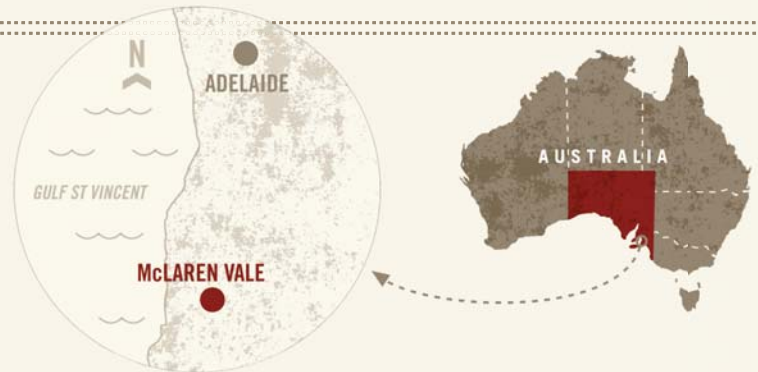 N
ADELAIDE
AUSTRALIA
GULF ST VINCENT
McLAREN VALE